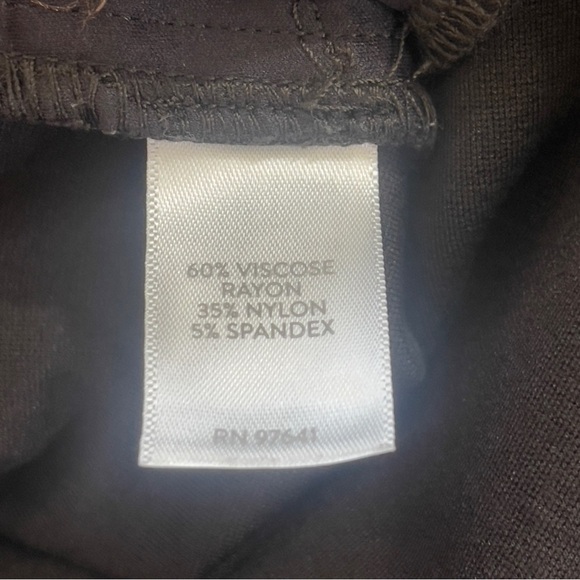 60% VISCOSE
RAYON
35% NYLON
5% SPANDEX
RN 97641